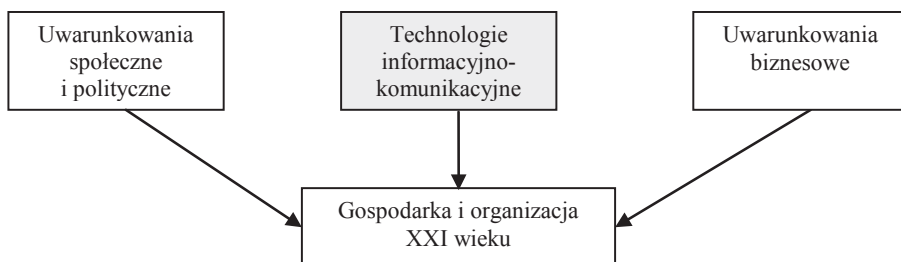 Uwarunkowania
społeczne
i polityczne
Technologie
informacyjno-
komunikacyjne
Uwarunkowania
biznesowe
Gospodarka i organizacja
XXI wieku